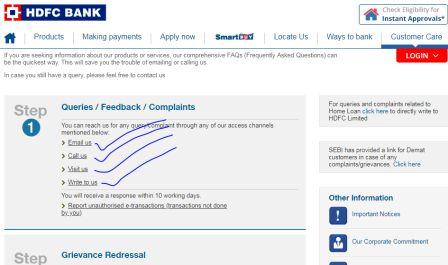 HDFC BANK
Check Eligibility for
Instant Approvals*
Products
Making payments
Apply now
SmartBUY
Locate Us
Ways to bank
Customer Care
If you are seeking information about our products or services, our comprehensive FAQs (Frequently Asked Questions) can
be the quickest way. This will save you the trouble of emailing or calling us.
LOGIN
In case you still have a query, please feel free to contact us
Step
1
Queries / Feedback / Complaints
You can reach us for any query/complaint through any of our access channels
mentioned below:
Email us
Call us
Visit us
Write to us
You will receive a response within 10 working days.
Report unauthorised e-transactions (transactions not done
by you)
For queries and complaints related to
Home Loan click here to directly write to
HDFC Limited
SEBI has provided a link for Demat
customers in case of any
complaints/grievances. Click here
Other Information
Important Notices
Our Corporate Commitment
Step
Grievance Redressal